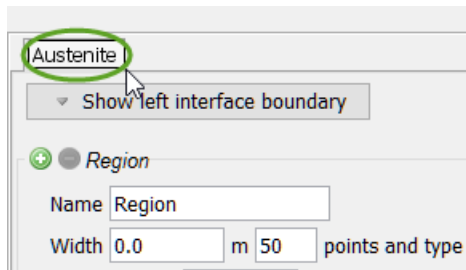 Austenite
Show left interface boundary
Region
Name Region
Width 0.0 m 50 points and type